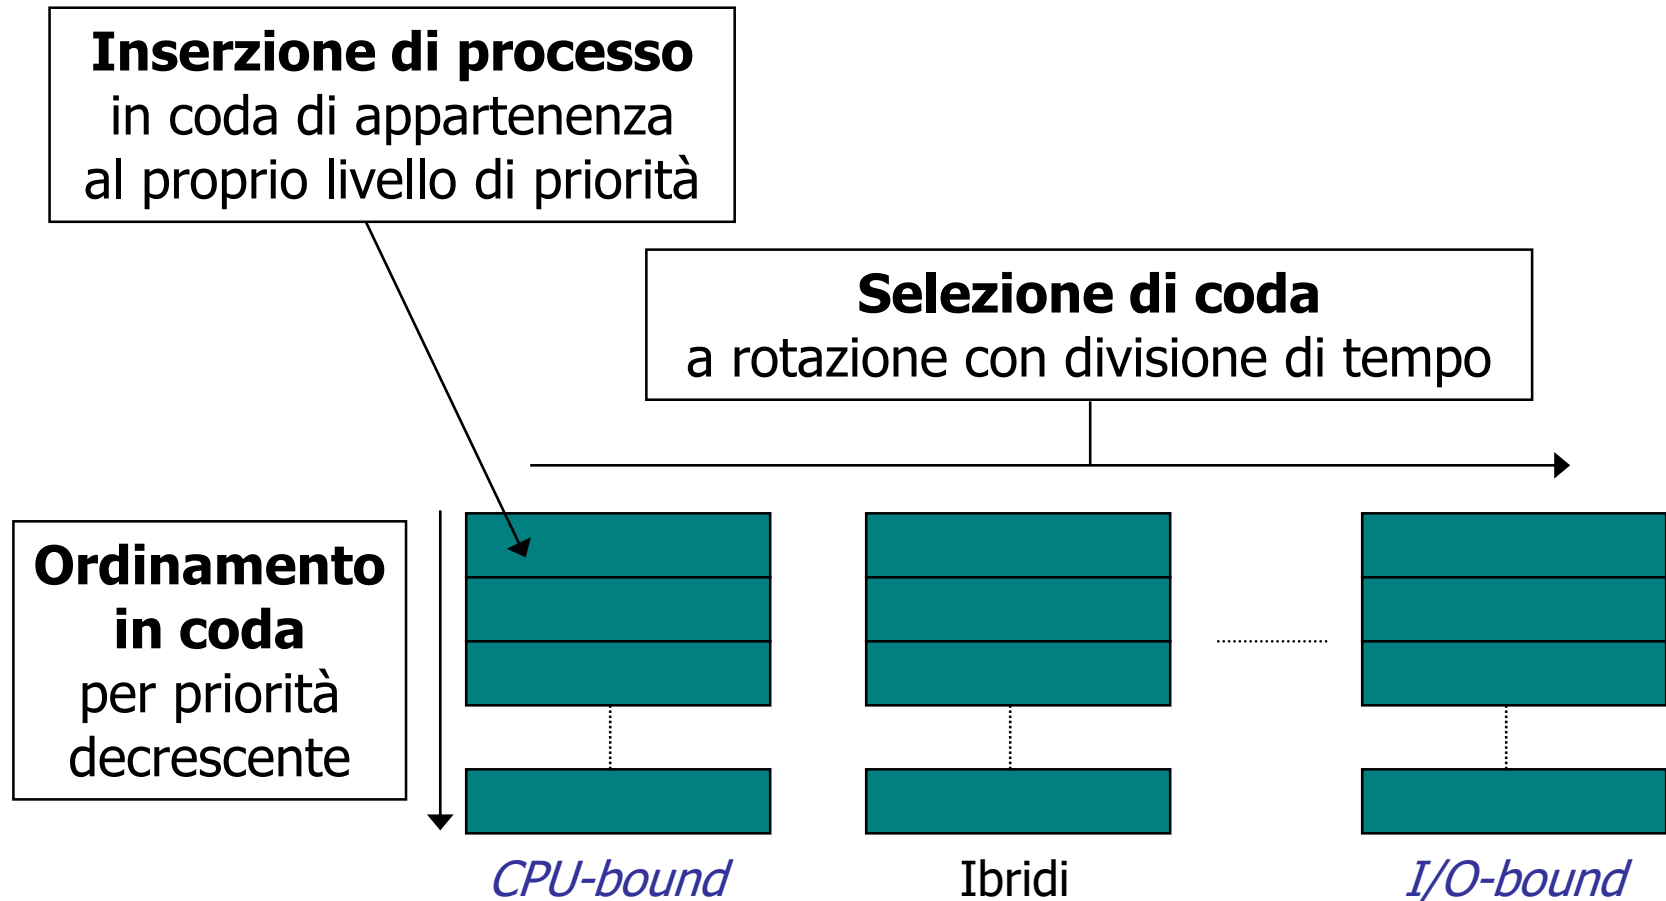 Inserzione di processo
in coda di appartenenza
al proprio livello di priorità
Selezione di coda
a rotazione con divisione di tempo
Ordinamento
in coda
per priorità
decrescente
CPU-bound
Ibridi
I/O-bound